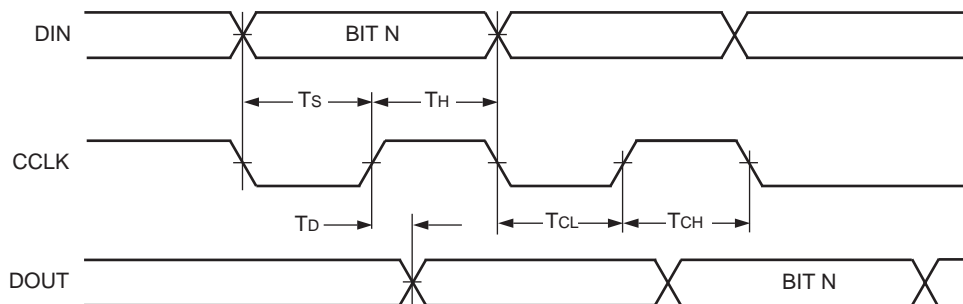 DIN
BIT N
TS
TH
CCLK
TD
TCL
TCH
DOUT
BIT N